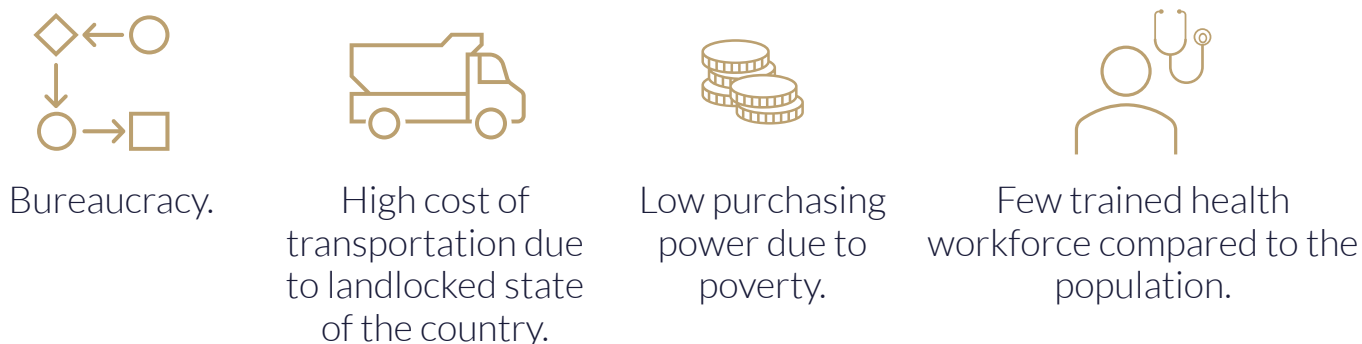 Bureaucracy.
High cost of
transportation due
to landlocked state
of the country.
Low purchasing
power due to
poverty.
Few trained health
workforce compared to the
population.